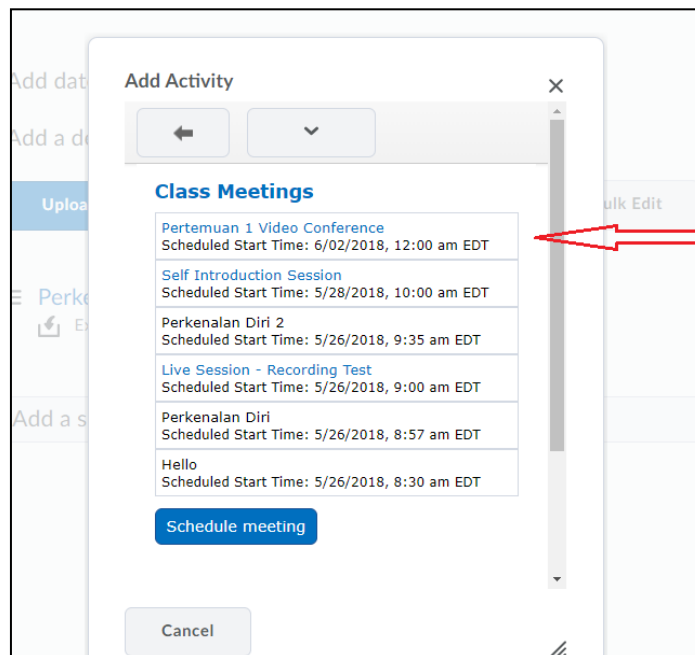 Add Activity
Add dat
Add a de
Uploa
ulk Edit
Class Meetings
Pertemuan 1 Video Conference
Scheduled Start Time: 6/02/2018, 12:00 am EDT
Self Introduction Session
Scheduled Start Time: 5/28/2018, 10:00 am EDT
Perkenalan Diri 2
Scheduled Start Time: 5/26/2018, 9:35 am EDT
Live Session - Recording Test
Scheduled Start Time: 5/26/2018, 9:00 am EDT
Perkenalan Diri
Scheduled Start Time: 5/26/2018, 8:57 am EDT
Hello
Scheduled Start Time: 5/26/2018, 8:30 am EDT
Schedule meeting
Perke
Ex
Add a s
Cancel